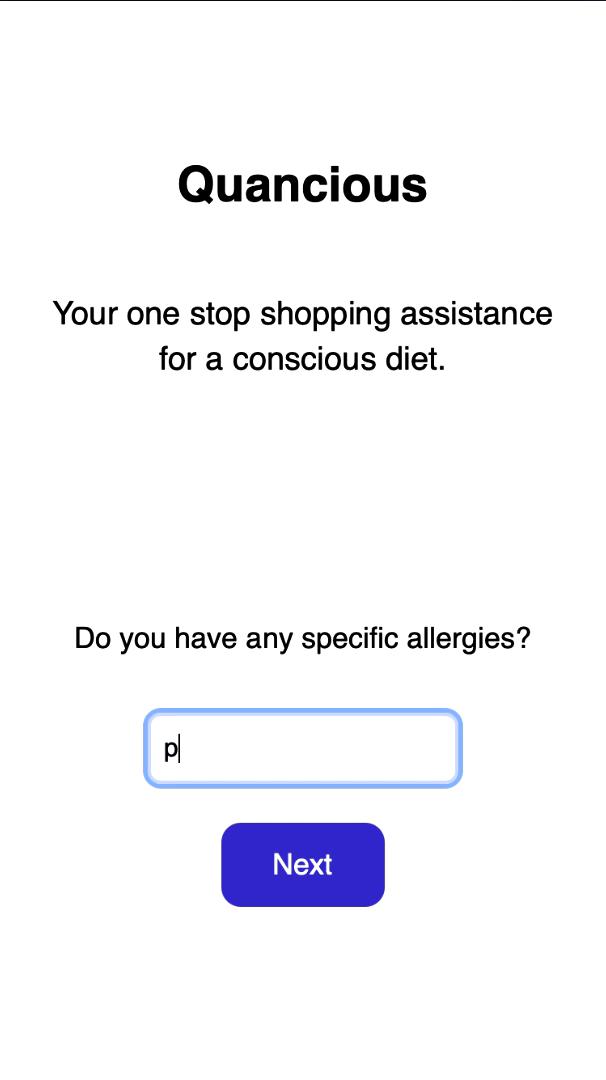 Quancious
Your one stop shopping assistance
for a conscious diet.
Do you have any specific allergies?
p
Next